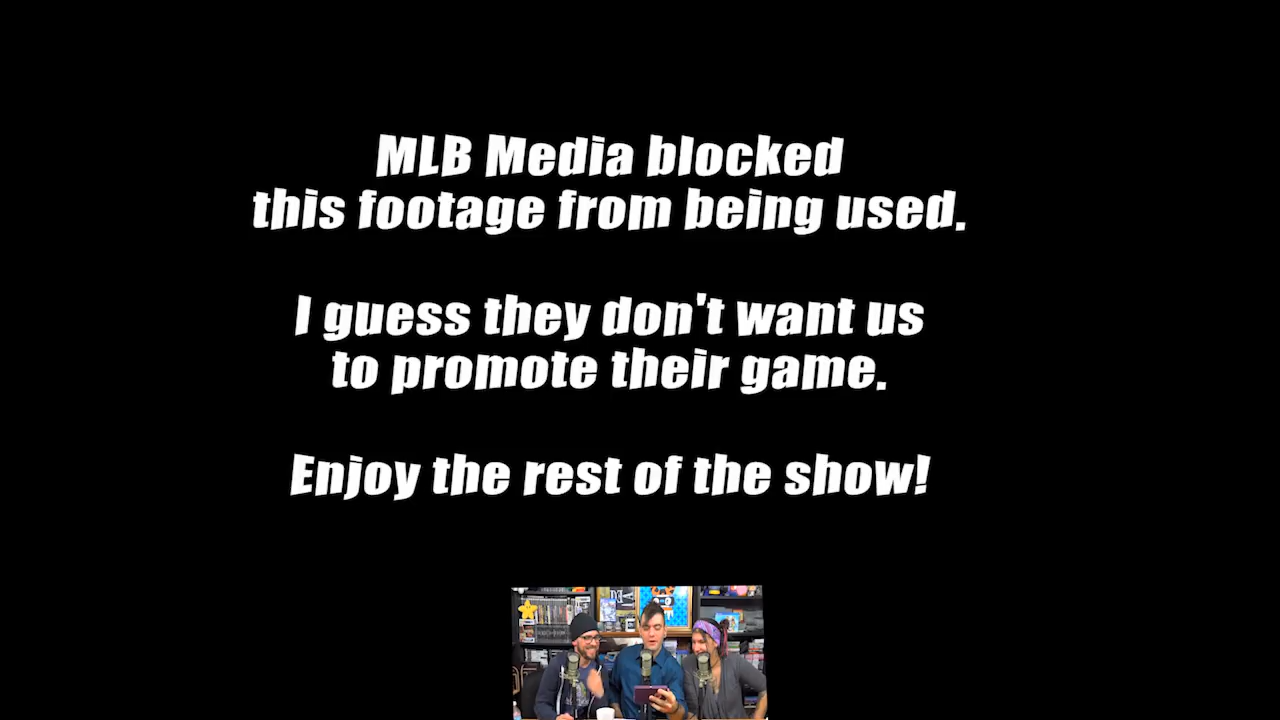 MLB Media blocked
this footage from being used.
I guess they don't want us
to promote their game.
Enjoy the rest of the show!